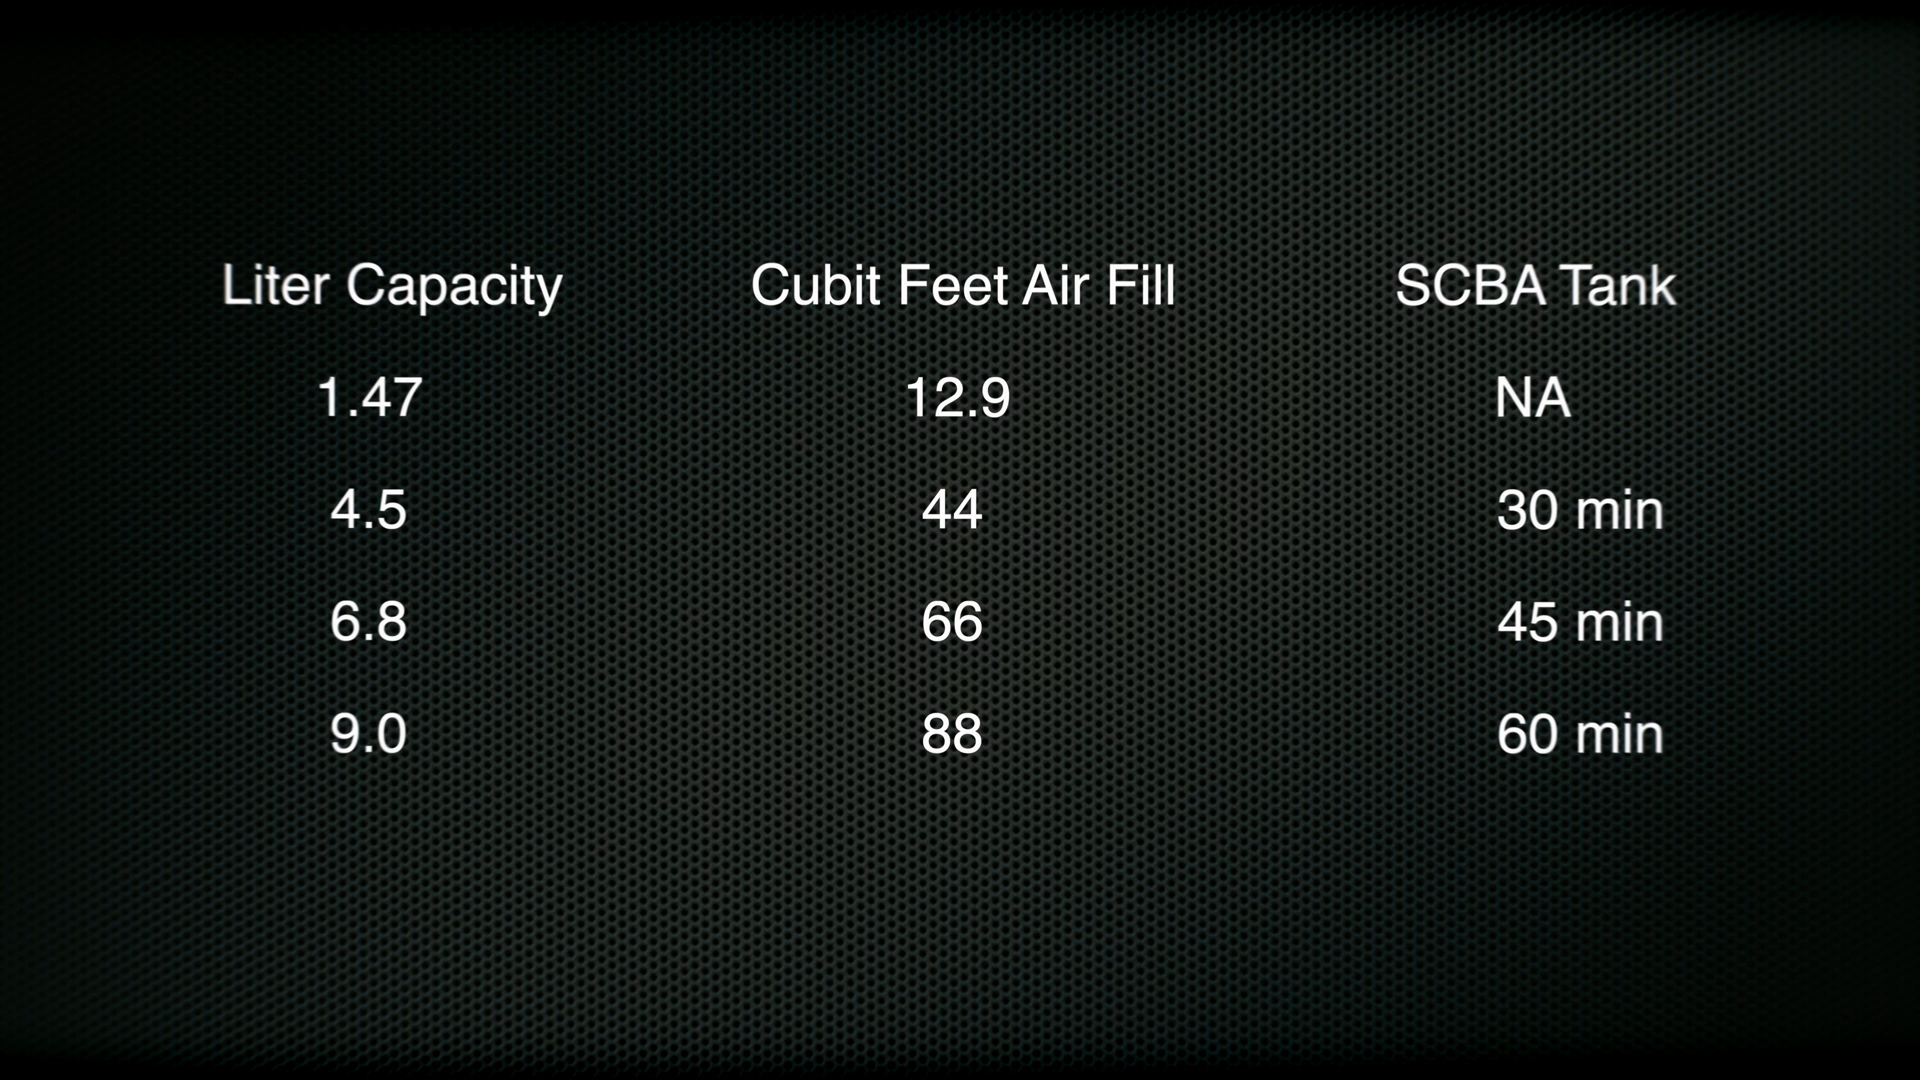 Liter Capacity Cubit Feet Air Fill SCBA Tank
1.47 12.9 NA
4.5 44 30 min
6.8 66 45 min
9.0 88 60 min